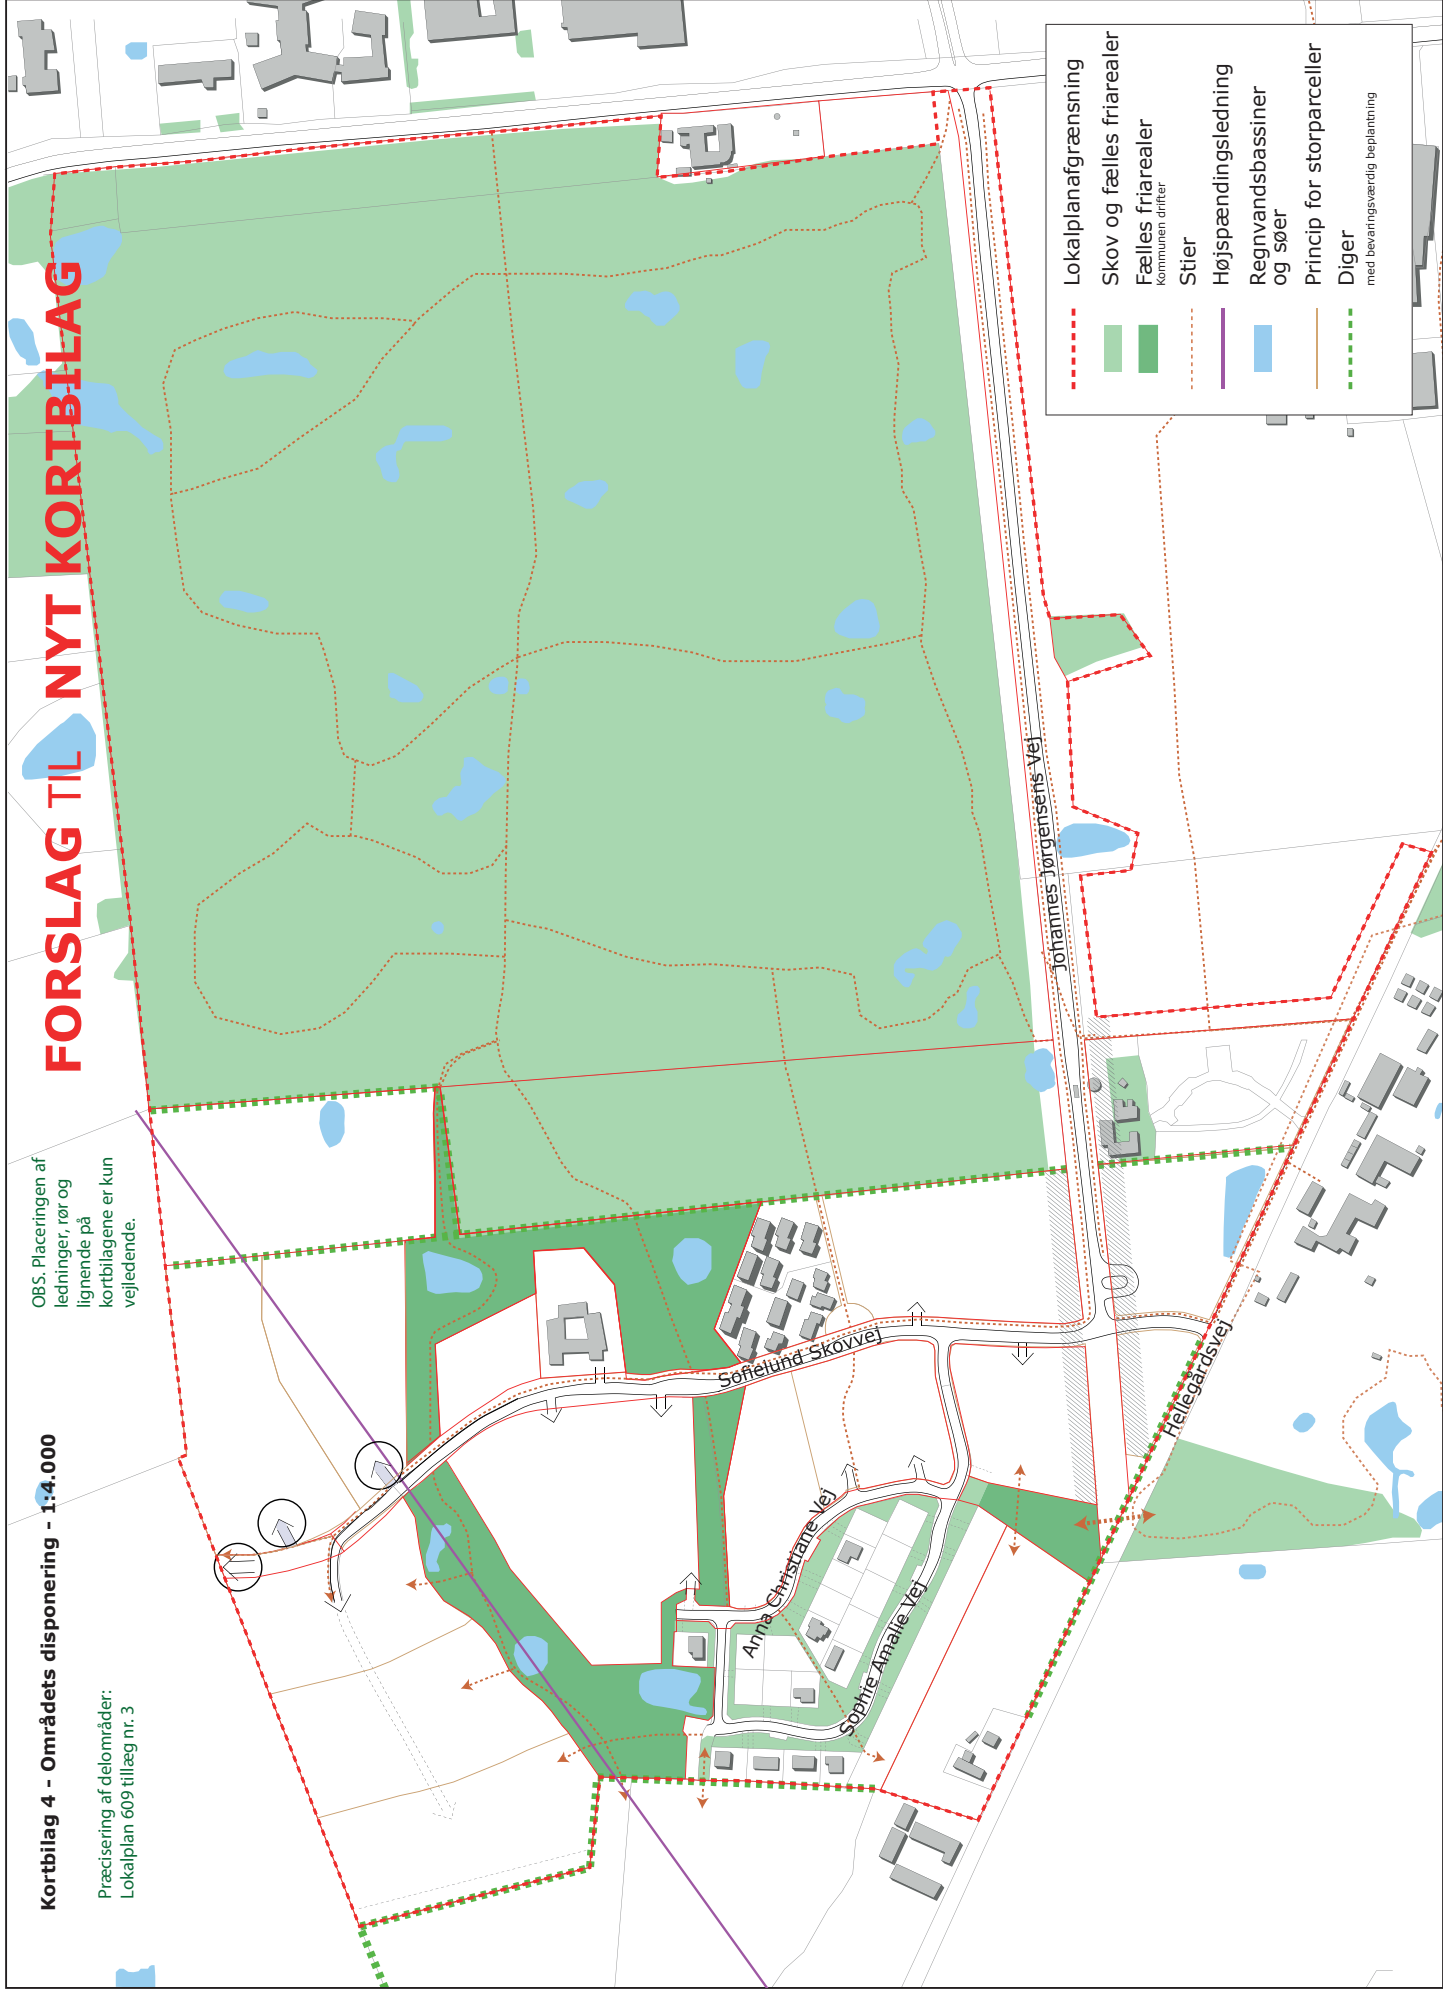 Kortbilag 4 - Områdets disponering - 1:4.000
FORSLAG TIL NYT KORTBILAG
Præcisering af delområder:
Lokalplan 609 tillæg nr. 3
OBS. Placeringen af
ledninger, rør og
lignende på
kortbilagene er kun
vejledende.
Sofielund Skovvej
Anna Christiane Vej
Sophie Amalie Vej
Johannes Jørgensens Vej
Hellegårdsvej
Lokalplanafgrænsning
Skov og fælles friarealer
Fælles friarealer
Kommunen drifter
Stier
Højspændingsledning
Regnvandsbassiner
og søer
Princip for storparceller
Diger
med bevaringsværdig beplantning